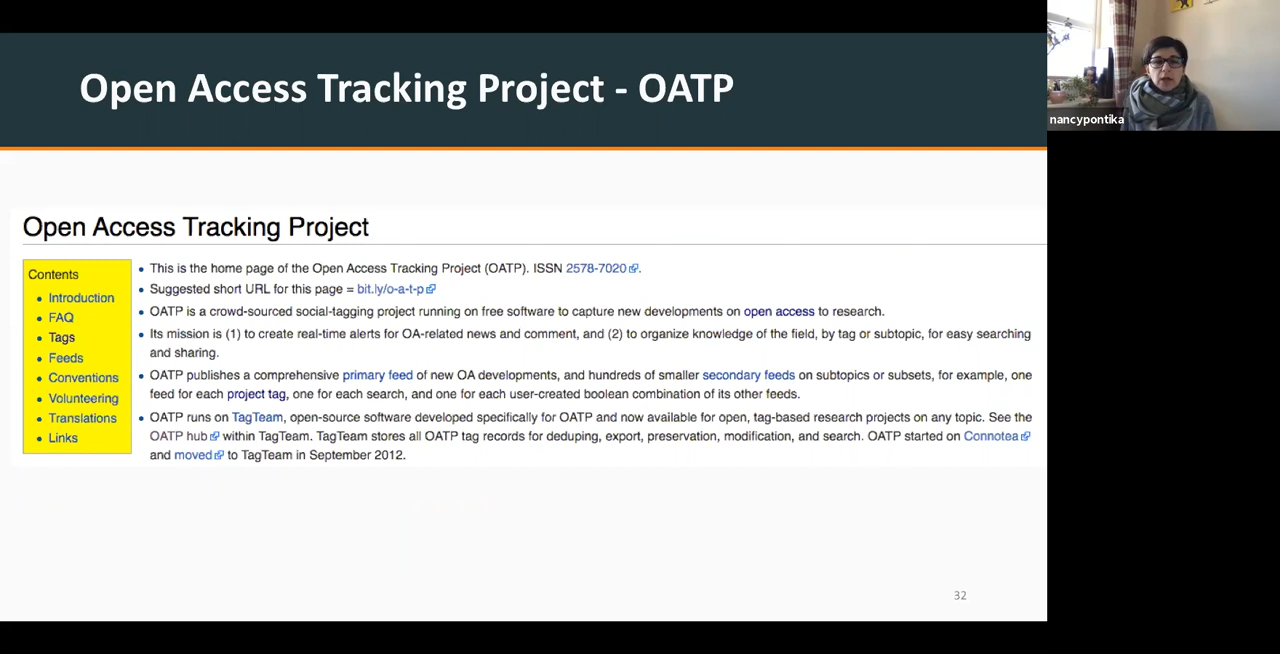 Open Access Tracking Project - OATP
nancypontika
Open Access Tracking Project
Contents
Introduction
FAQ
Tags
Feeds
Conventions
Volunteering
Translations
Links
This is the home page of the Open Access Tracking Project (OATP). ISSN 2578-7020.
Suggested short URL for this page = bit.ly/o-a-t-p
OATP is a crowd-sourced social-tagging project running on free software to capture new developments on open access to research.
Its mission is (1) to create real-time alerts for OA-related news and comment, and (2) to organize knowledge of the field, by tag or subtopic, for easy searching
and sharing.
OATP publishes a comprehensive primary feed of new OA developments, and hundreds of smaller secondary feeds on subtopics or subsets, for example, one
feed for each project tag, one for each search, and one for each user-created boolean combination of its other feeds.
OATP runs on TagTeam, open-source software developed specifically for OATP and now available for open, tag-based research projects on any topic. See the
OATP hub within TagTeam. TagTeam stores all OATP tag records for deduping, export, preservation, modification, and search. OATP started on Connotea
and moved to TagTeam in September 2012.
32